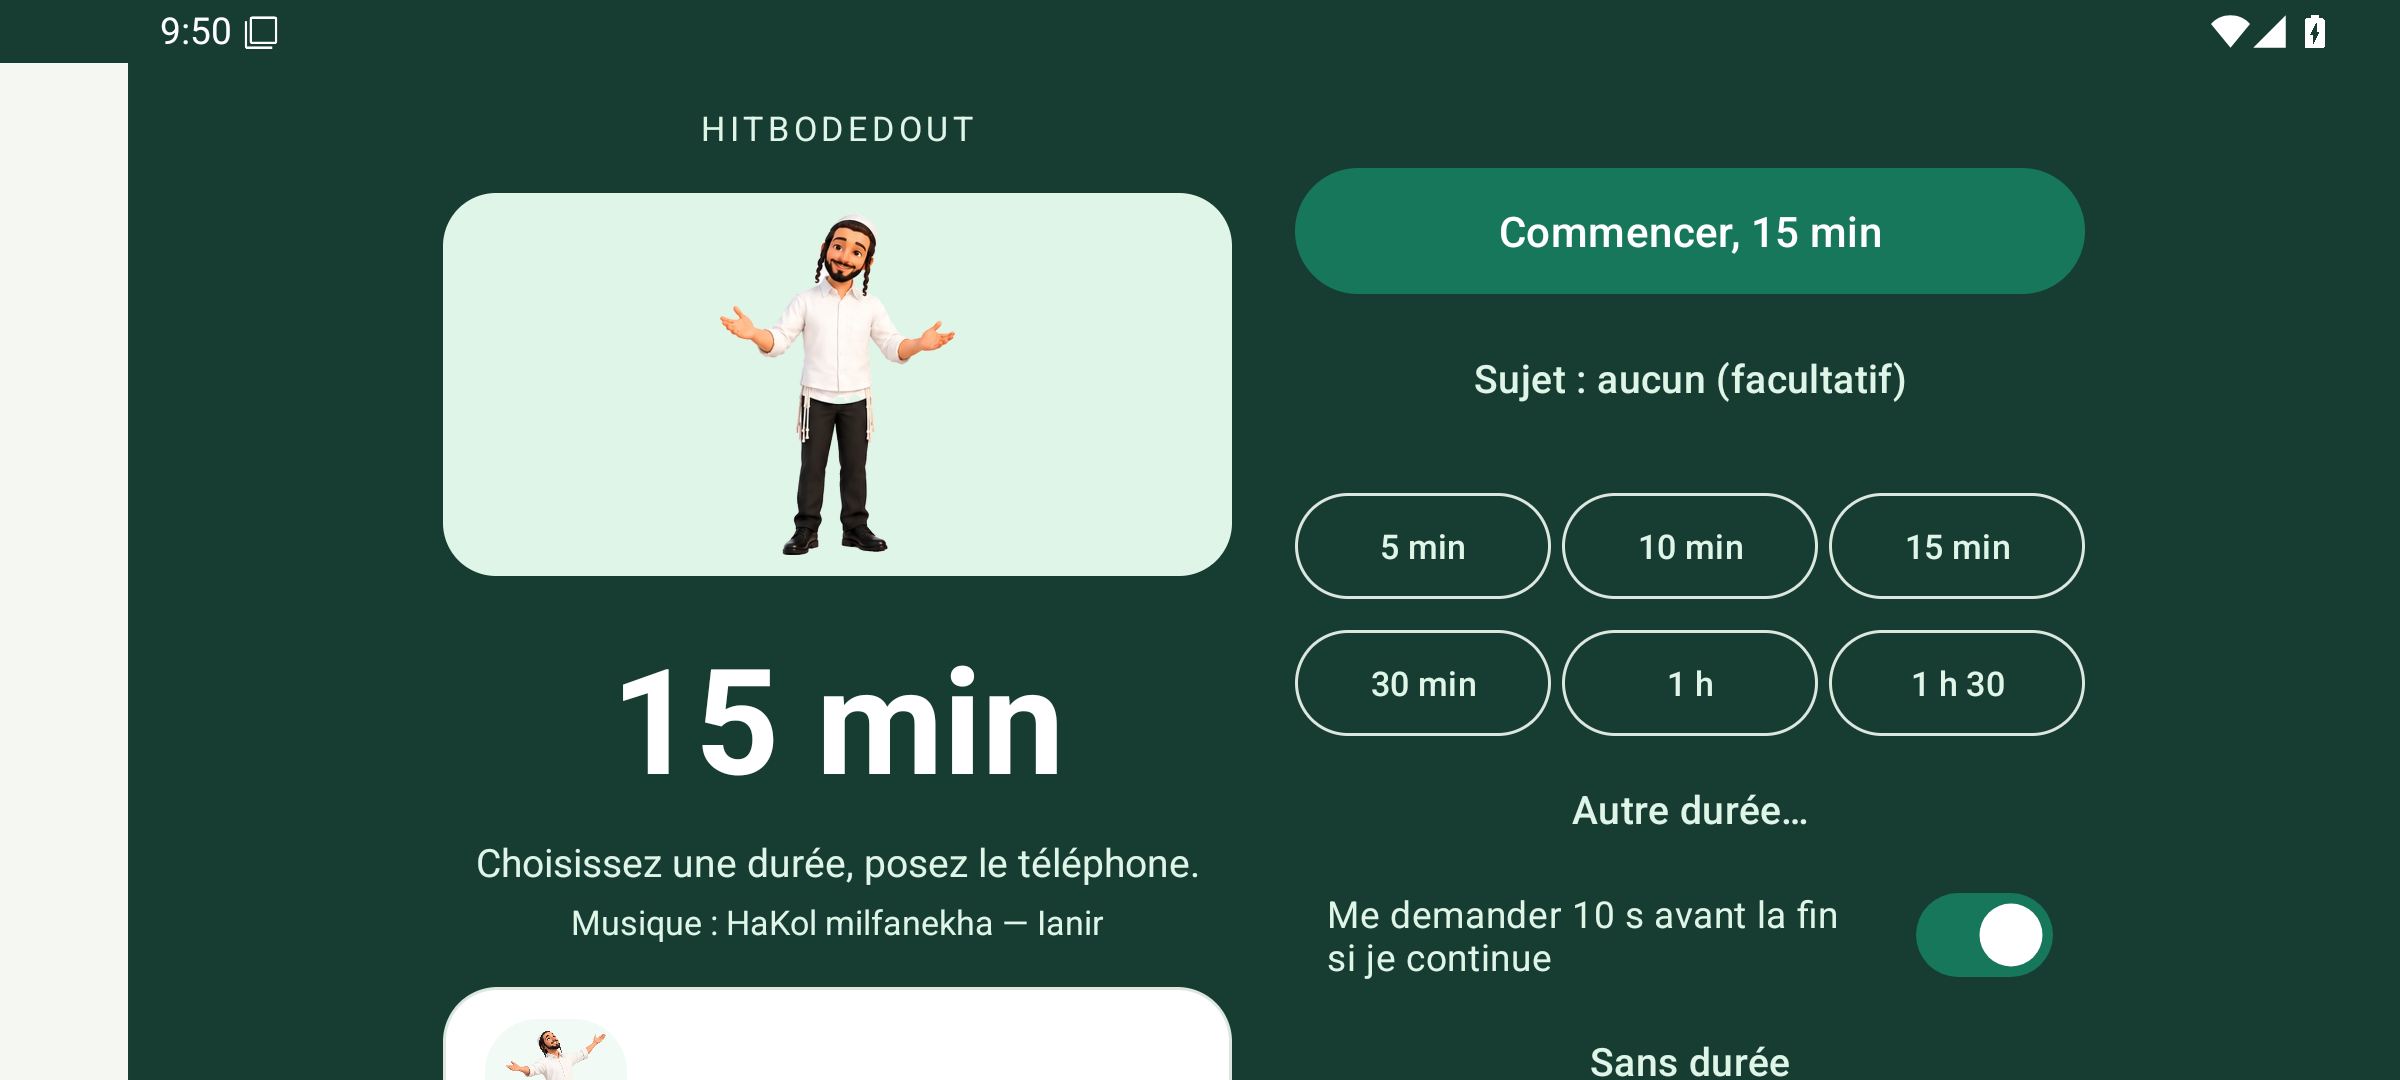 9:50
HITBODEDOUT
15 min
Choisissez une durée, posez le téléphone.
Musique : HaKol milfanekha — Ianir
Commencer, 15 min
Sujet : aucun (facultatif)
5 min
10 min
15 min
30 min
1 h
1 h 30
Autre durée…
Me demander 10 s avant la fin
si je continue
Sans durée